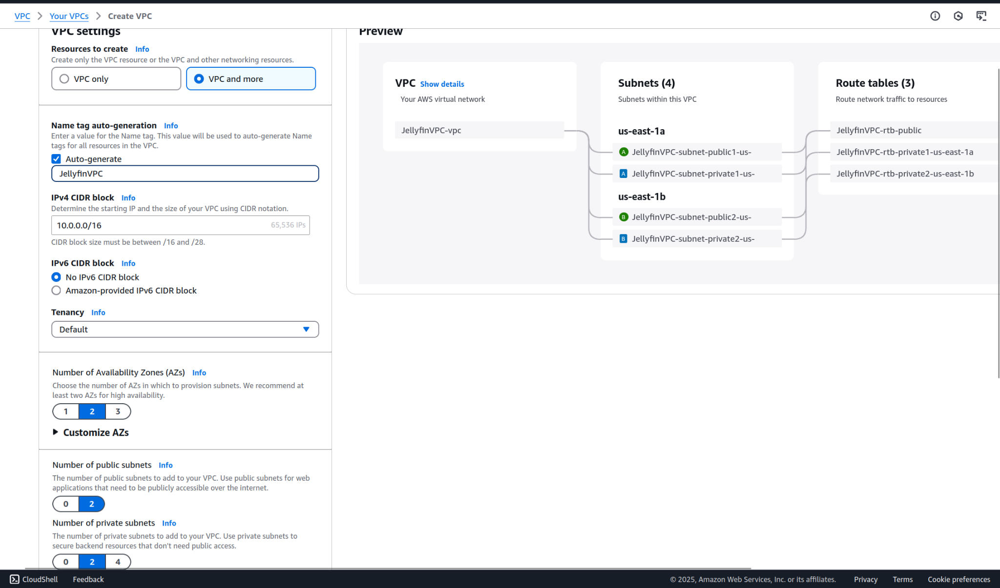 VPC > Your VPCs > Create VPC
VPC settings
Resources to create Info
Create only the VPC resource or the VPC and other networking resources.
VPC only
VPC and more
Name tag auto-generation Info
Enter a value for the Name tag. This value will be used to auto-generate Name
tags for all resources in the VPC.
Auto-generate
JellyfinVPC
IPv4 CIDR block Info
Determine the starting IP and the size of your VPC using CIDR notation.
10.0.0.0/16 65,536 IPs
CIDR block size must be between /16 and /28.
IPv6 CIDR block Info
No IPv6 CIDR block
Amazon-provided IPv6 CIDR block
Tenancy Info
Default
Number of Availability Zones (AZs) Info
Choose the number of AZs in which to provision subnets. We recommend at
least two AZs for high availability.
1 2 3
Customize AZs
Number of public subnets Info
The number of public subnets to add to your VPC. Use public subnets for web
applications that need to be publicly accessible over the internet.
0 2
Number of private subnets Info
The number of private subnets to add to your VPC. Use private subnets to
secure backend resources that don't need public access.
0 2 4
Preview
VPC Show details
Your AWS virtual network
JellyfinVPC-vpc
Subnets (4)
Subnets within this VPC
us-east-1a
A JellyfinVPC-subnet-public1-us-
A JellyfinVPC-subnet-private1-us-
us-east-1b
B JellyfinVPC-subnet-public2-us-
B JellyfinVPC-subnet-private2-us-
Route tables (3)
Route network traffic to resources
JellyfinVPC-rtb-public
JellyfinVPC-rtb-private1-us-east-1a
JellyfinVPC-rtb-private2-us-east-1b
CloudShell Feedback
© 2025, Amazon Web Services, Inc. or its affiliates. Privacy Terms Cookie preferences